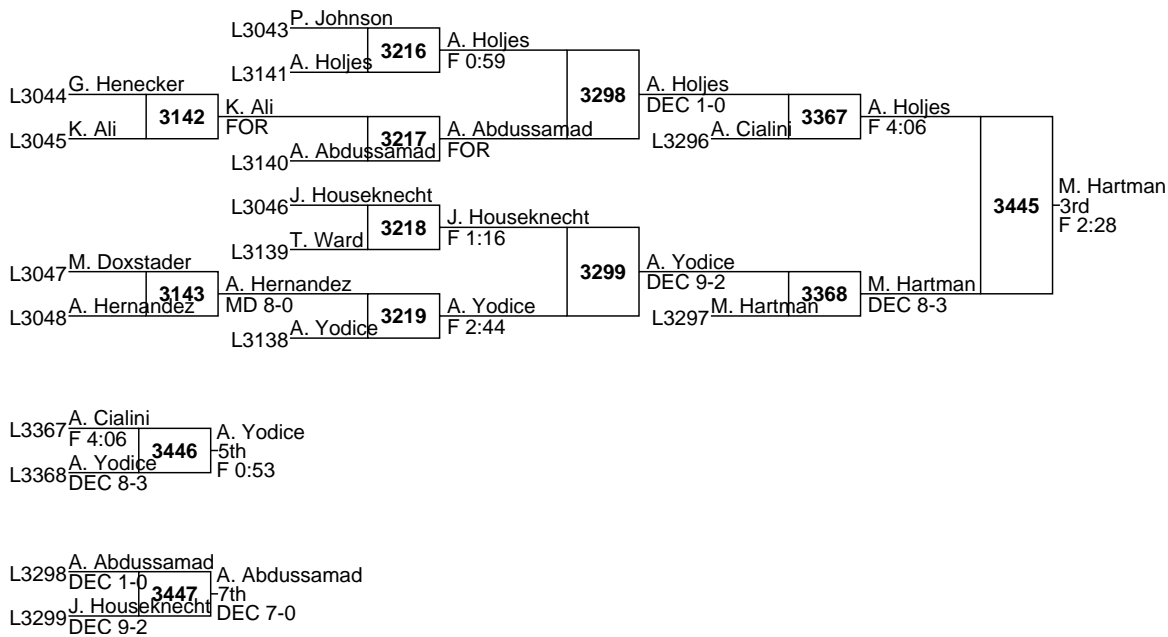 P. Johnson
L3043
3216
A. Holjes
F 0:59
A. Holjes
L3141
G. Henecker
L3044
3142
K. Ali
FOR
K. Ali
L3045
3217
A. Abdussamad
FOR
A. Abdussamad
L3140
3298
A. Holjes
DEC 1-0
3367
A. Holjes
F 4:06
A. Cialini
L3296
J. Houseknecht
L3046
3218
J. Houseknecht
F 1:16
T. Ward
L3139
M. Doxstader
L3047
3143
A. Hernandez
MD 8-0
A. Hernandez
L3048
3219
A. Yodice
F 2:44
A. Yodice
L3138
3299
A. Yodice
DEC 9-2
3368
M. Hartman
DEC 8-3
M. Hartman
L3297
3445
M. Hartman
3rd
F 2:28
A. Cialini
L3367
F 4:06
3446
A. Yodice
5th
F 0:53
A. Yodice
L3368
DEC 8-3
A. Abdussamad
L3298
DEC 1-0
3447
A. Abdussamad
7th
DEC 7-0
J. Houseknecht
L3299
DEC 9-2